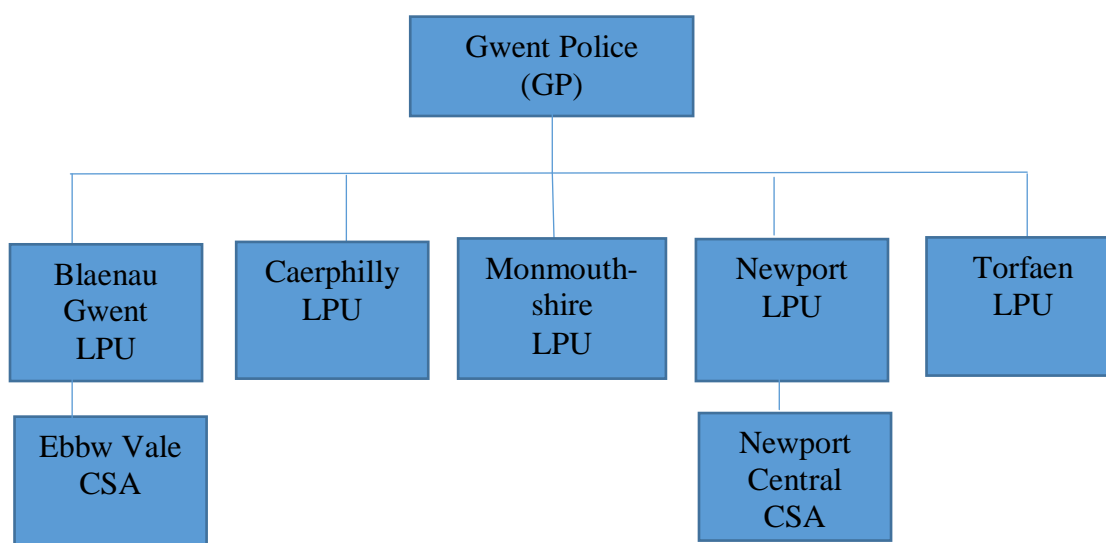 Gwent Police
(GP)
Blaenau
Gwent
LPU
Caerphilly
LPU
Monmouth-
shire
LPU
Newport
LPU
Torfaen
LPU
Ebbw Vale
CSA
Newport
Central
CSA